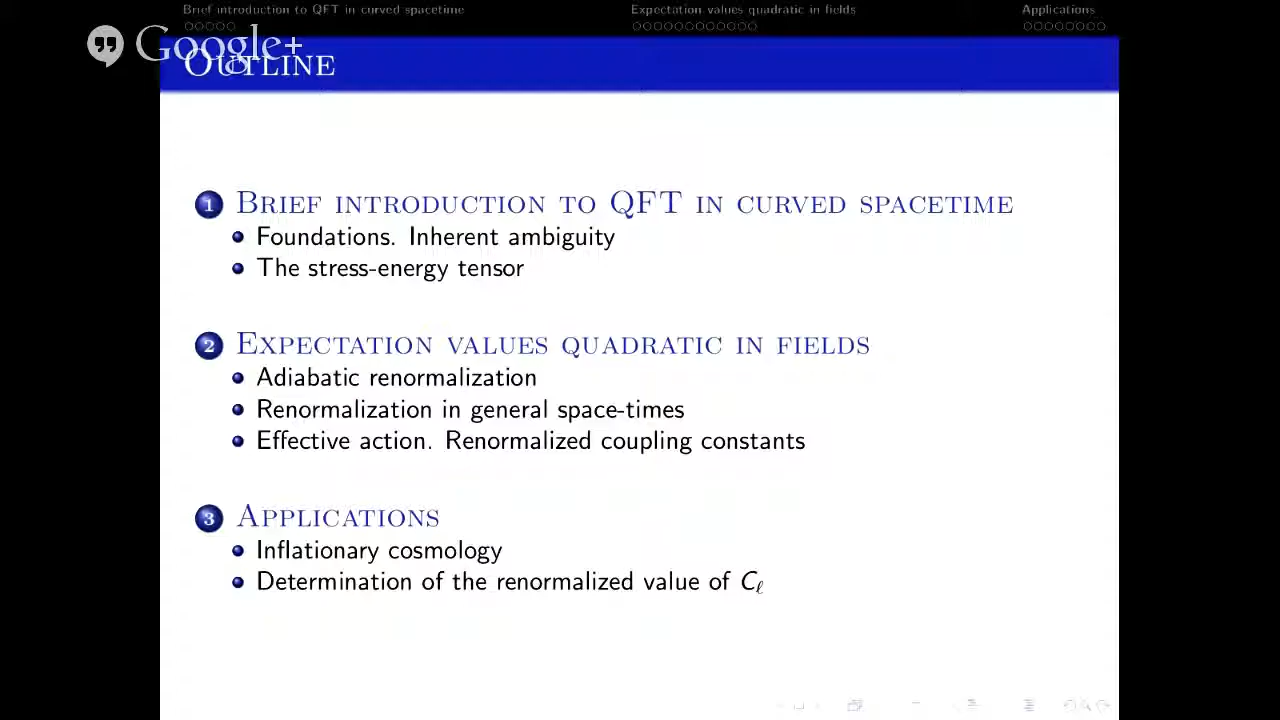 Brief introduction to QFT in curved spacetime
Expectation values quadratic in fields
Applications
Google+
OUTLINE
1 BRIEF INTRODUCTION TO QFT IN CURVED SPACETIME
Foundations. Inherent ambiguity
The stress-energy tensor
2 EXPECTATION VALUES QUADRATIC IN FIELDS
Adiabatic renormalization
Renormalization in general space-times
Effective action. Renormalized coupling constants
3 APPLICATIONS
Inflationary cosmology
Determination of the renormalized value of Cℓ